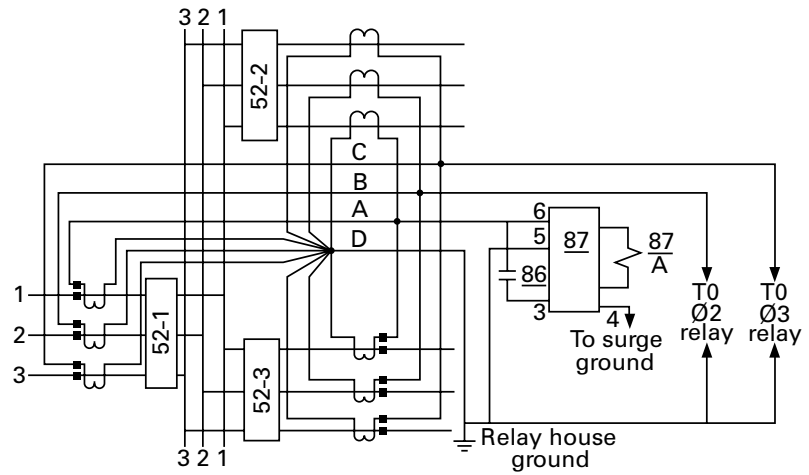 3 2 1
52-2
C
B
A
D
6
5
87
87
A
86
3
4
To surge
ground
T0
Ø2
relay
T0
Ø3
relay
1
2
3
52-1
52-3
3 2 1
Relay house
ground